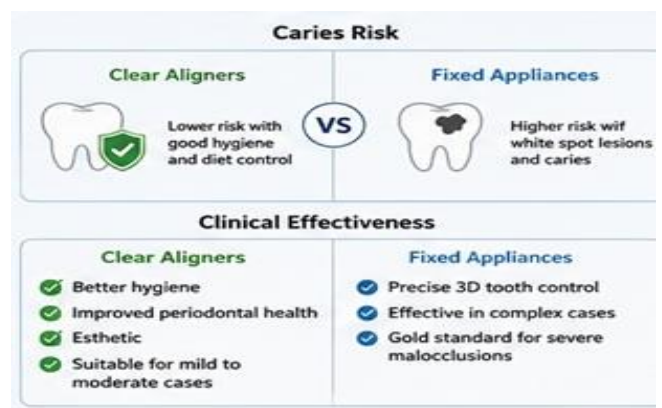 Caries Risk
Clear Aligners
Lower risk with
good hygiene
and diet control
VS
Fixed Appliances
Higher risk wif
white spot lesions
and caries
Clinical Effectiveness
Clear Aligners
Better hygiene
Improved periodontal health
Esthetic
Suitable for mild to
moderate cases
Fixed Appliances
Precise 3D tooth control
Effective in complex cases
Gold standard for severe
malocclusions